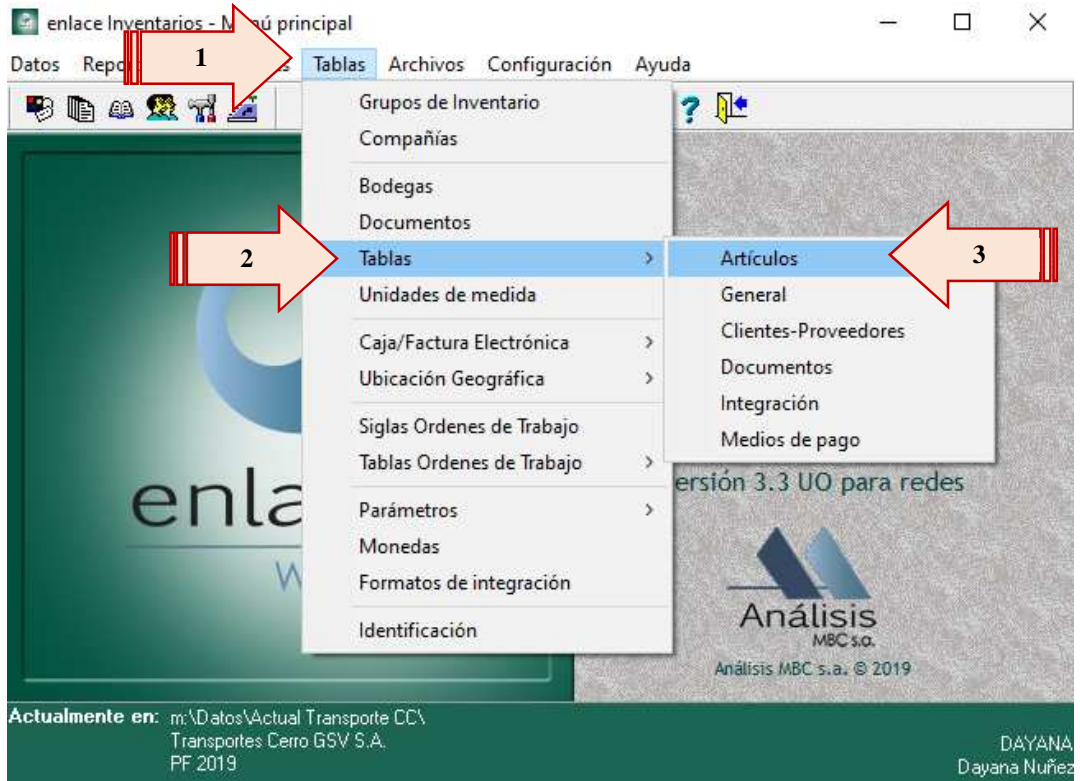 enlace Inventarios - Menú principal
1
Datos Tablas Archivos Configuración Ayuda
Grupos de Inventario
Compañías
Bodegas
Documentos
2
Tablas
Unidades de medida
Caja/Factura Electrónica
Ubicación Geográfica
Siglas Ordenes de Trabajo
Tablas Ordenes de Trabajo
Parámetros
Monedas
Formatos de integración
Identificación
Artículos
3
General
Clientes-Proveedores
Documentos
Integración
Medios de pago
3.3 UO para redes
Análisis
MBC s.a.
Análisis MBC s.a. © 2019
Actualmente en: m:\Datos\Actual Transporte CC\
Transportes Cerro GSV S.A.
PF 2019
DAYANA
Dayana Nuñez